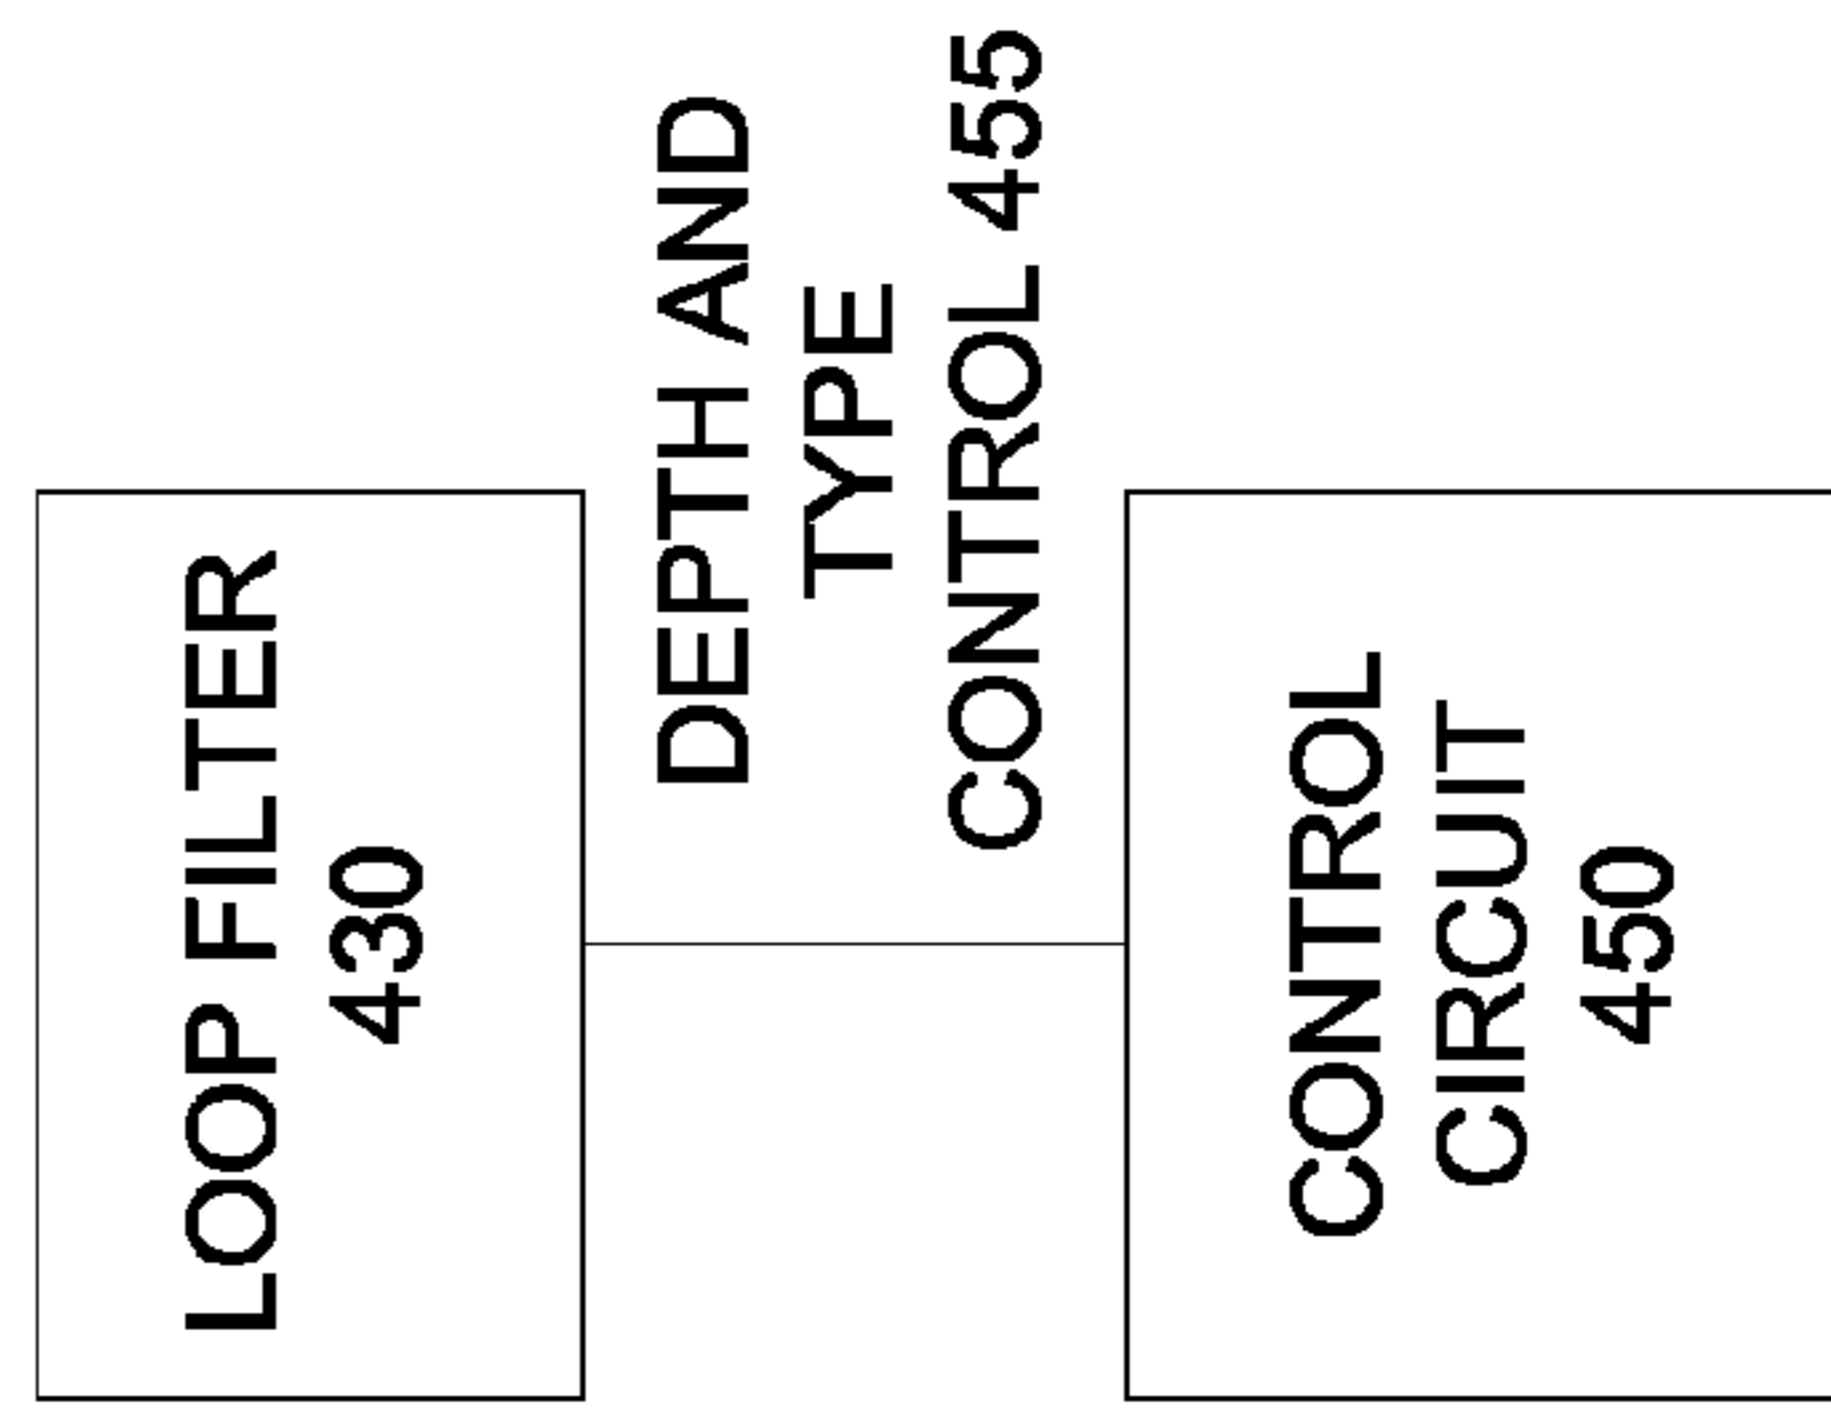 LOOP FILTER
430
DEPTH AND
TYPE
CONTROL 455
CONTROL
CIRCUIT
450